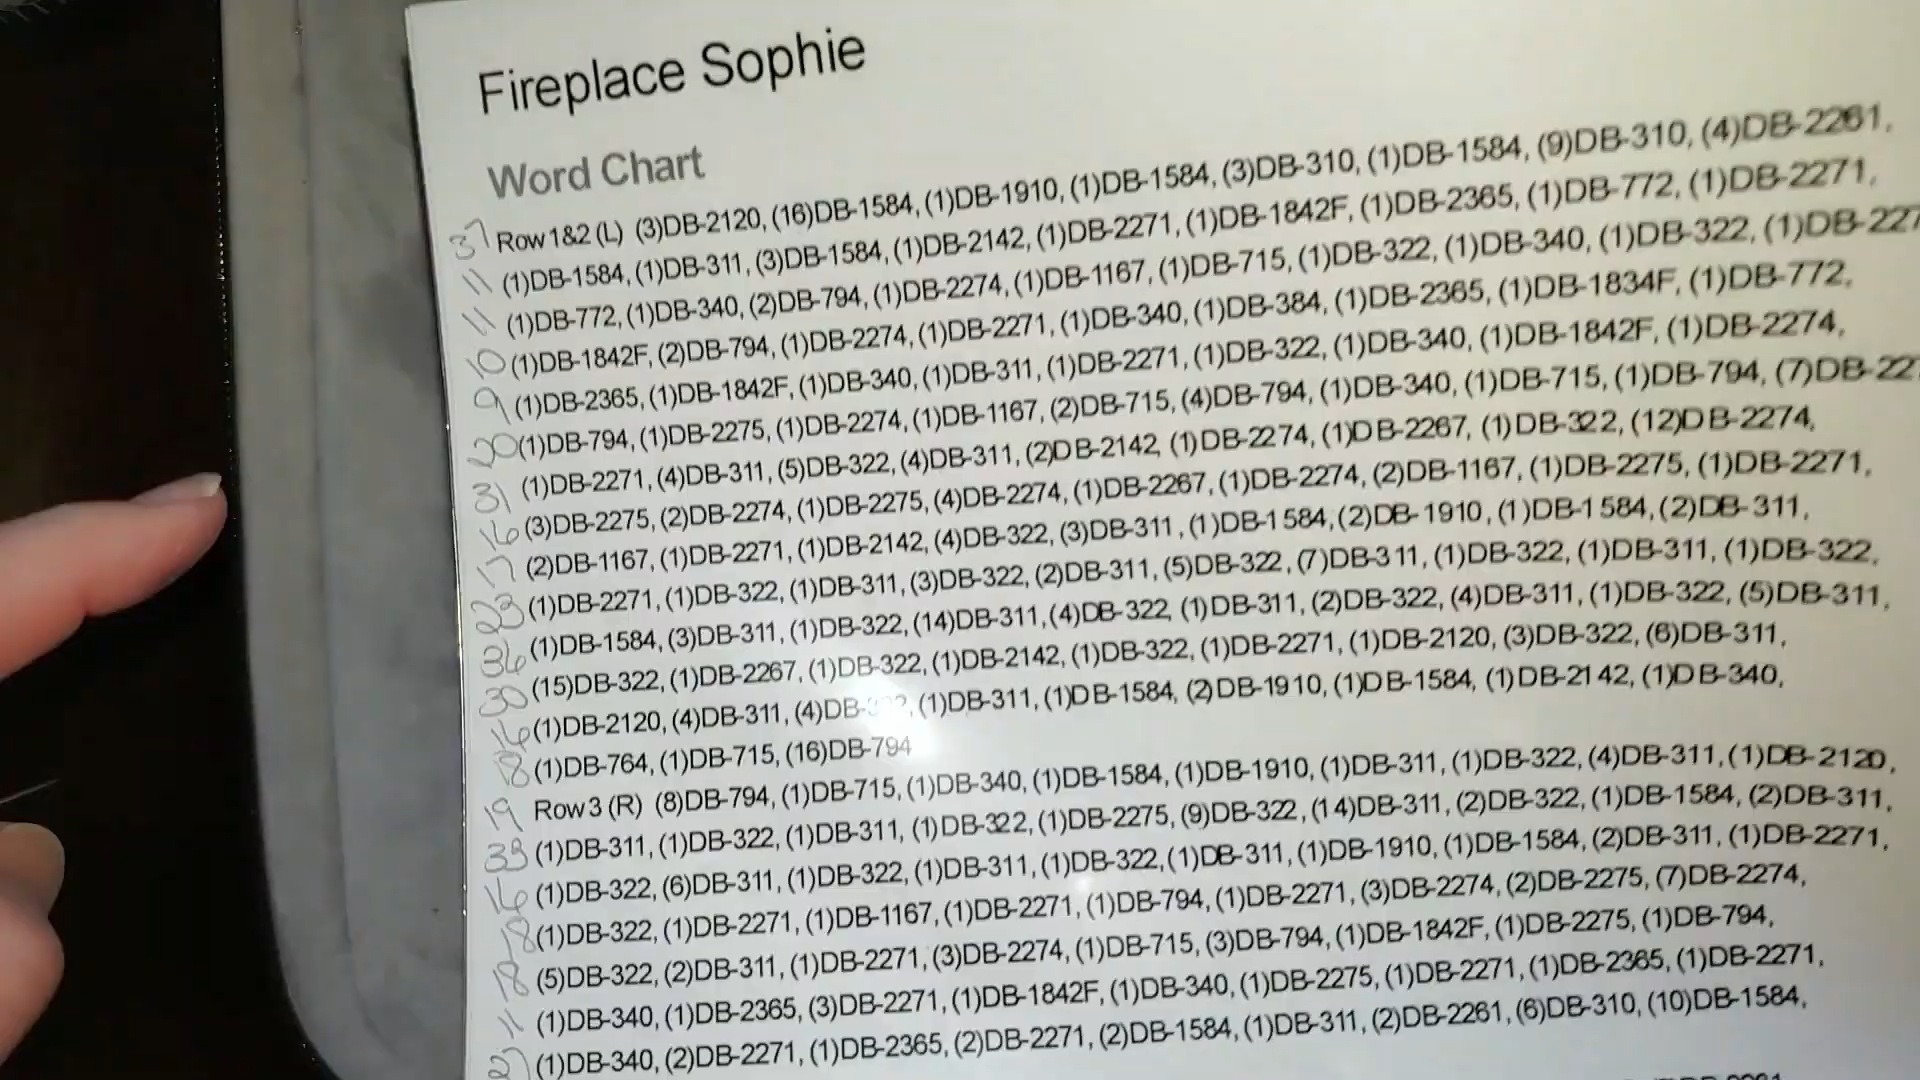 Fireplace Sophie
Word Chart
37 Row 1&2 (L) (3)DB-2120, (16)DB-1584, (1)DB-1910, (1)DB-1584, (3)DB-310, (1)DB-1584, (9)DB-310, (4)DB-2261,
11 (1)DB-1584, (1)DB-311, (3)DB-1584, (1)DB-2142, (1)DB-2271, (1)DB-1842F, (1)DB-2365, (1)DB-772, (1)DB-2271,
11 (1)DB-772, (1)DB-340, (2)DB-794, (1)DB-2274, (1)DB-1167, (1)DB-715, (1)DB-322, (1)DB-340, (1)DB-322, (1)DB-227
10 (1)DB-1842F, (2)DB-794, (1)DB-2274, (1)DB-2271, (1)DB-340, (1)DB-384, (1)DB-2365, (1)DB-1834F, (1)DB-772,
9 (1)DB-2365, (1)DB-1842F, (1)DB-340, (1)DB-311, (1)DB-2271, (1)DB-322, (1)DB-340, (1)DB-1842F, (1)DB-2274,
20 (1)DB-794, (1)DB-2275, (1)DB-2274, (1)DB-1167, (2)DB-715, (4)DB-794, (1)DB-340, (1)DB-715, (1)DB-794, (7)DB-227
31 (1)DB-2271, (4)DB-311, (5)DB-322, (4)DB-311, (2)DB-2142, (1)DB-2274, (1)DB-2267, (1)DB-322, (12)DB-2274,
16 (3)DB-2275, (2)DB-2274, (1)DB-2275, (4)DB-2274, (1)DB-2267, (1)DB-2274, (2)DB-1167, (1)DB-2275, (1)DB-2271,
17 (2)DB-1167, (1)DB-2271, (1)DB-2142, (4)DB-322, (3)DB-311, (1)DB-1584, (2)DB-1910, (1)DB-1584, (2)DB-311,
23 (1)DB-2271, (1)DB-322, (1)DB-311, (3)DB-322, (2)DB-311, (5)DB-322, (7)DB-311, (1)DB-322, (1)DB-311, (1)DB-322,
36 (1)DB-1584, (3)DB-311, (1)DB-322, (14)DB-311, (4)DB-322, (1)DB-311, (2)DB-322, (4)DB-311, (1)DB-322, (5)DB-311,
30 (15)DB-322, (1)DB-2267, (1)DB-322, (1)DB-2142, (1)DB-322, (1)DB-2271, (1)DB-2120, (3)DB-322, (6)DB-311,
16 (1)DB-2120, (4)DB-311, (4)DB-322, (1)DB-311, (1)DB-1584, (2)DB-1910, (1)DB-1584, (1)DB-2142, (1)DB-340,
18 (1)DB-764, (1)DB-715, (16)DB-794
19 Row 3 (R) (8)DB-794, (1)DB-715, (1)DB-340, (1)DB-1584, (1)DB-1910, (1)DB-311, (1)DB-322, (4)DB-311, (1)DB-2120,
33 (1)DB-311, (1)DB-322, (1)DB-311, (1)DB-322, (1)DB-2275, (9)DB-322, (14)DB-311, (2)DB-322, (1)DB-1584, (2)DB-311,
16 (1)DB-322, (6)DB-311, (1)DB-322, (1)DB-311, (1)DB-322, (1)DB-311, (1)DB-1910, (1)DB-1584, (2)DB-311, (1)DB-2271,
18 (1)DB-322, (1)DB-2271, (1)DB-1167, (1)DB-2271, (1)DB-794, (1)DB-2271, (3)DB-2274, (2)DB-2275, (7)DB-2274,
18 (5)DB-322, (2)DB-311, (1)DB-2271, (3)DB-2274, (1)DB-715, (3)DB-794, (1)DB-1842F, (1)DB-2275, (1)DB-794,
11 (1)DB-340, (1)DB-2365, (3)DB-2271, (1)DB-1842F, (1)DB-340, (1)DB-2275, (1)DB-2271, (1)DB-2365, (1)DB-2271,
27 (1)DB-340, (2)DB-2271, (1)DB-2365, (2)DB-2271, (2)DB-1584, (1)DB-311, (2)DB-2261, (6)DB-310, (10)DB-1584,